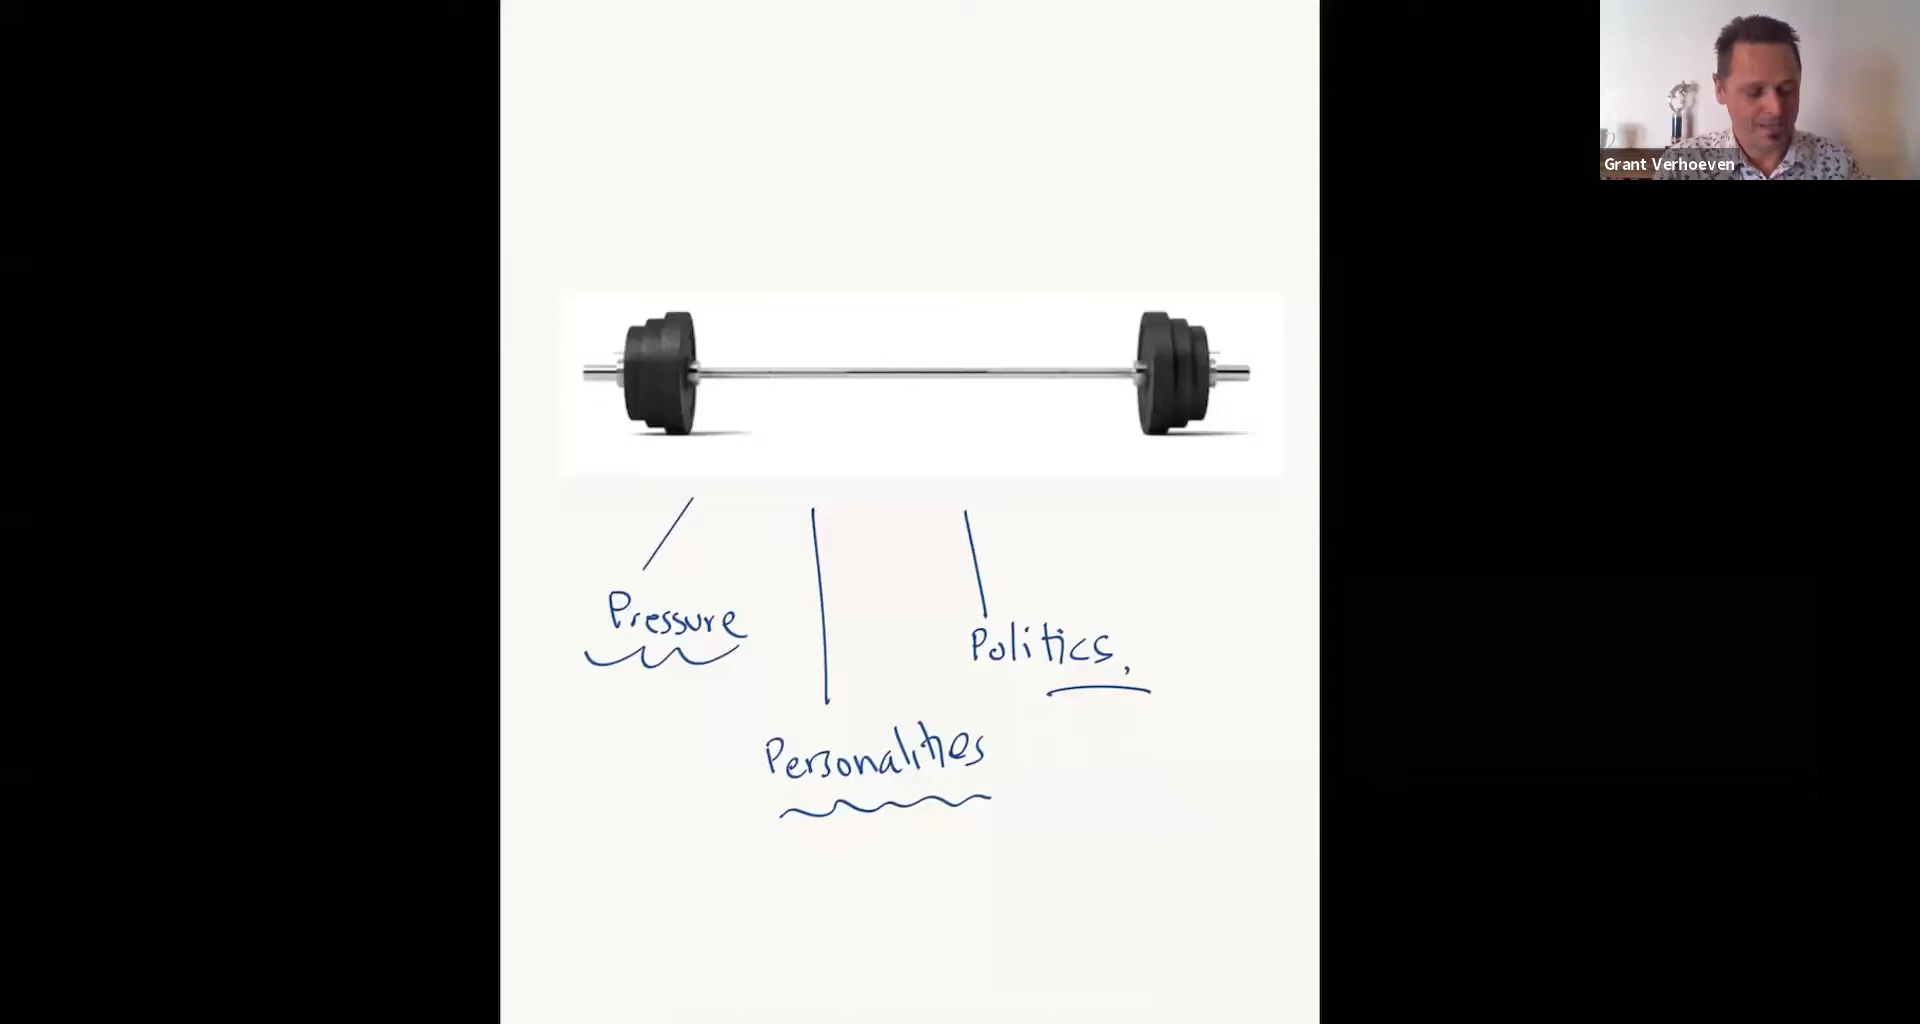 Grant Verhoeven
Pressure
Politics,
Personalities